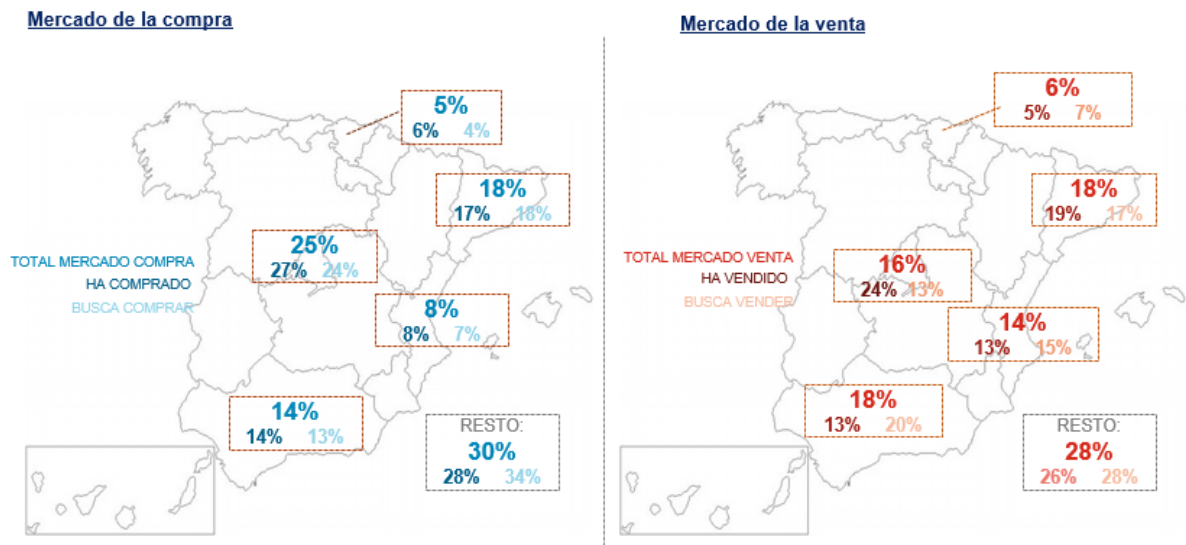 Mercado de la compra
5%
6% 4%
18%
17% 18%
25%
27% 24%
TOTAL MERCADO COMPRA
HA COMPRADO
BUSCA COMPRAR
8%
8% 7%
14%
14% 13%
RESTO:
30%
28% 34%
Mercado de la venta
6%
5% 7%
18%
19% 17%
TOTAL MERCADO VENTA
HA VENDIDO
BUSCA VENDER
16%
24% 13%
14%
13% 15%
18%
13% 20%
RESTO:
28%
26% 28%